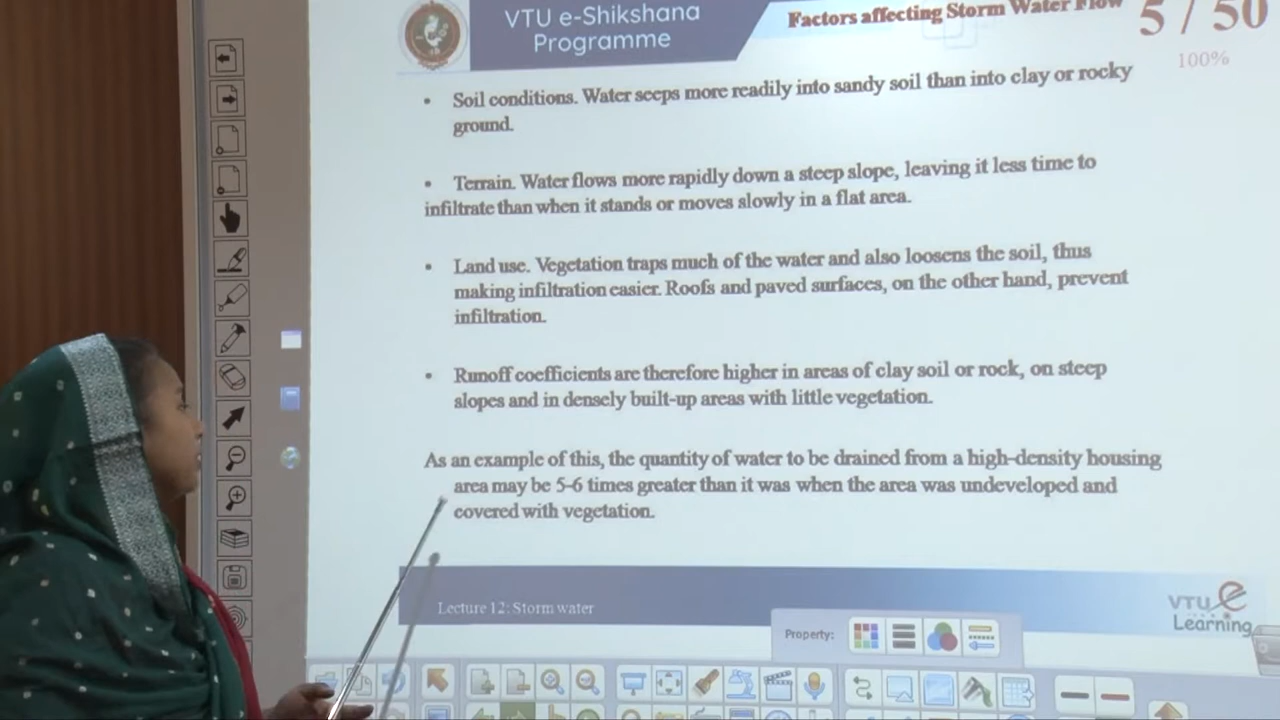 VTU e-Shikshana
Programme
Factors affecting Storm Water Flow
5 / 50
100%
• Soil conditions. Water seeps more readily into sandy soil than into clay or rocky
ground.
• Terrain. Water flows more rapidly down a steep slope, leaving it less time to
infiltrate than when it stands or moves slowly in a flat area.
• Land use. Vegetation traps much of the water and also loosens the soil, thus
making infiltration easier. Roofs and paved surfaces, on the other hand, prevent
infiltration.
• Runoff coefficients are therefore higher in areas of clay soil or rock, on steep
slopes and in densely built-up areas with little vegetation.
As an example of this, the quantity of water to be drained from a high-density housing
area may be 5-6 times greater than it was when the area was undeveloped and
covered with vegetation.
Lecture 12: Storm water
VTU e
Learning
Property: